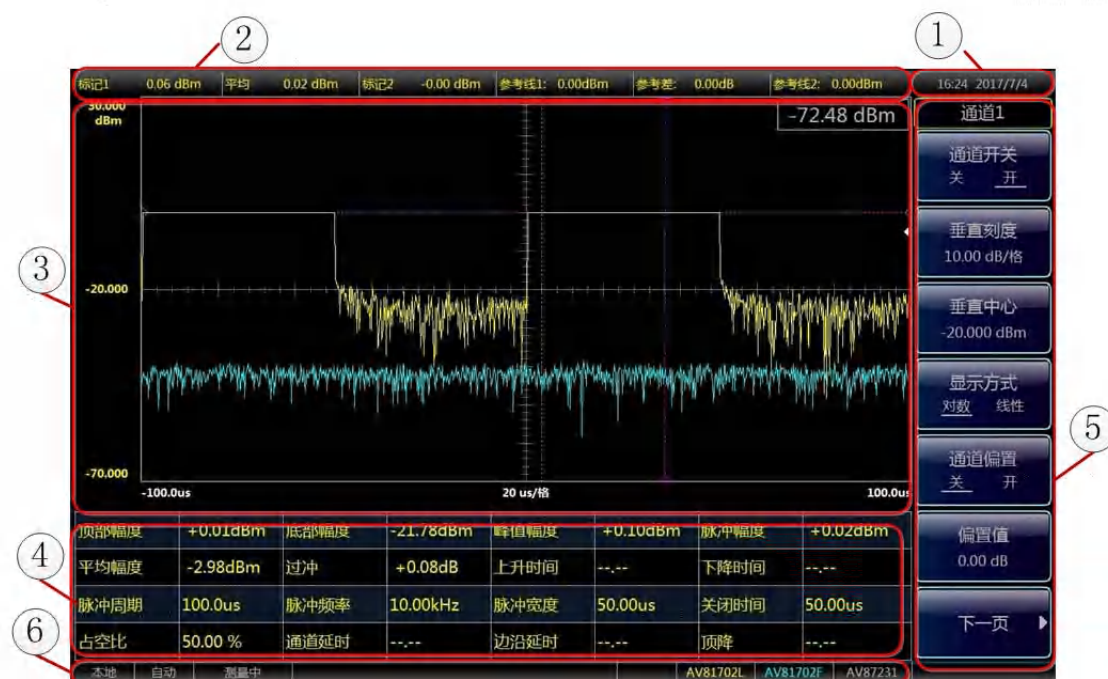 ② ①
标记1 0.06 dBm 平均 0.02 dBm 标记2 -0.00 dBm 参考线1: 0.00dBm 参考差: 0.00dB 参考线2: 0.00dBm 16:24 2017/7/4
30.000
dBm
-72.48 dBm
③
-20.000
-70.000
-100.0us 20 us/格 100.0us
通道1
通道开关
关 开
垂直刻度
10.00 dB/格
垂直中心
-20.000 dBm
显示方式
对数 线性
通道偏置
关 开
偏置值
0.00 dB
下一页
⑤
④
顶部幅度 +0.01dBm 底部幅度 -21.78dBm 峰值幅度 +0.10dBm 脉冲幅度 +0.02dBm
平均幅度 -2.98dBm 过冲 +0.08dB 上升时间 --.-- 下降时间 --.--
脉冲周期 100.0us 脉冲频率 10.00kHz 脉冲宽度 50.00us 关闭时间 50.00us
占空比 50.00 % 通道延时 --.-- 边沿延时 --.-- 顶降 --.--
⑥
本地 自动 测量中 AV81702L AV81702F AV87231